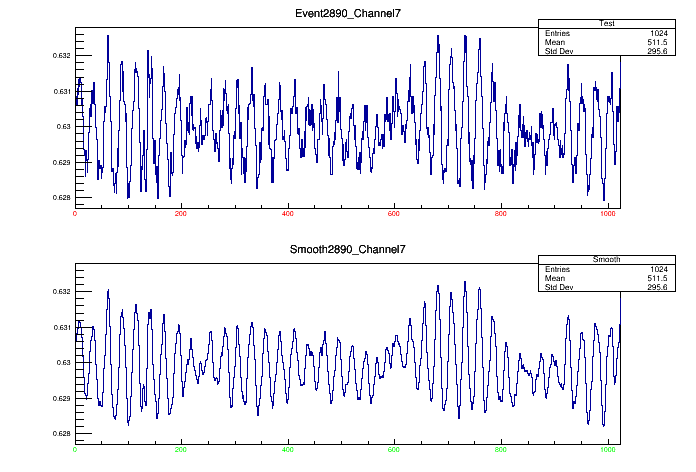 Event2890_Channel7
Test
Entries 1024
Mean 511.5
Std Dev 295.6
0.632
0.631
0.63
0.629
0.628
0 200 400 600 800 1000
Smooth2890_Channel7
Smooth
Entries 1024
Mean 511.5
Std Dev 295.6
0.632
0.631
0.63
0.629
0.628
0 200 400 600 800 1000